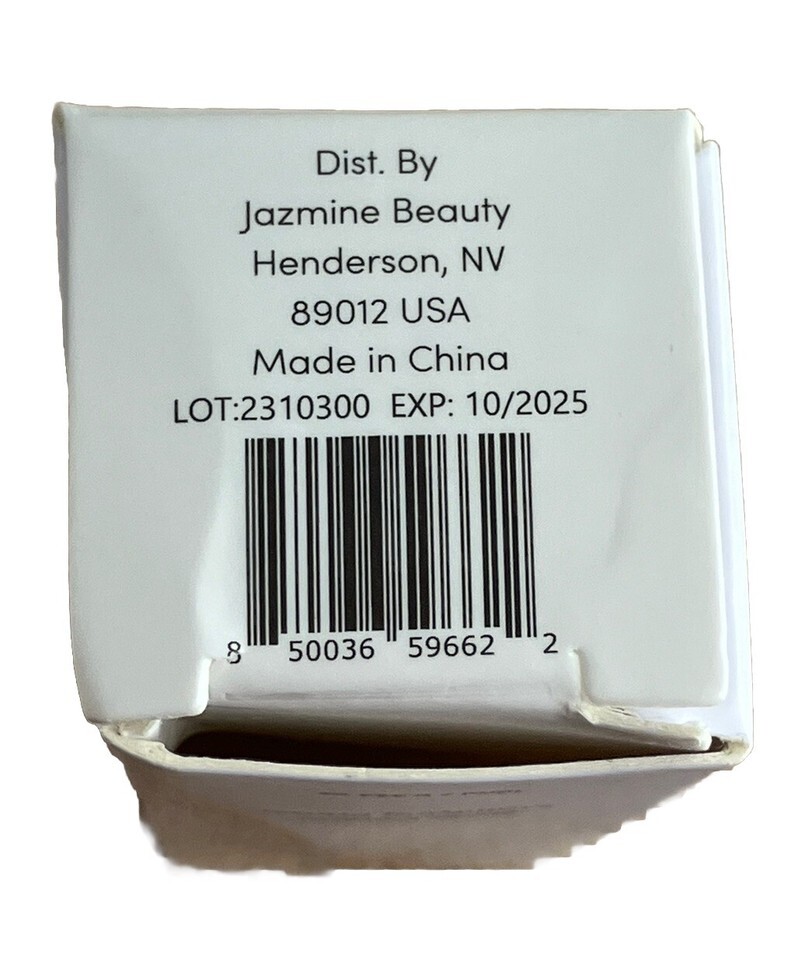 Dist. By
Jazmine Beauty
Henderson, NV
89012 USA
Made in China
LOT:2310300 EXP: 10/2025
8 50036 59662 2